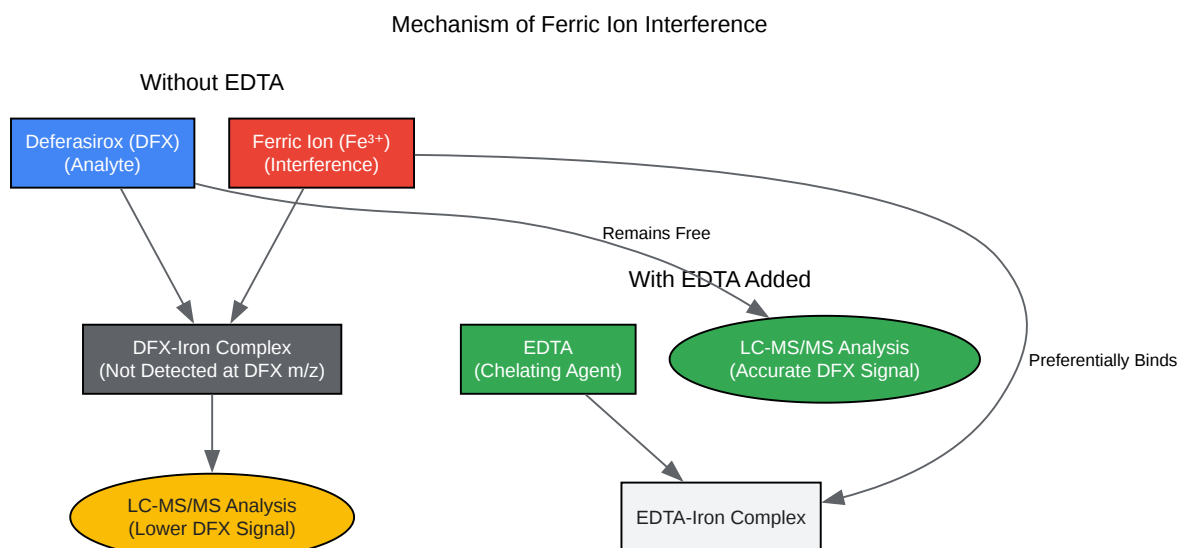 Mechanism of Ferric Ion Interference
Without EDTA
Deferasirox (DFX)
(Analyte)
Ferric Ion (Fe³⁺)
(Interference)
Remains Free
With EDTA Added
DFX-Iron Complex
(Not Detected at DFX m/z)
EDTA
(Chelating Agent)
LC-MS/MS Analysis
(Accurate DFX Signal)
Preferentially Binds
LC-MS/MS Analysis
(Lower DFX Signal)
EDTA-Iron Complex